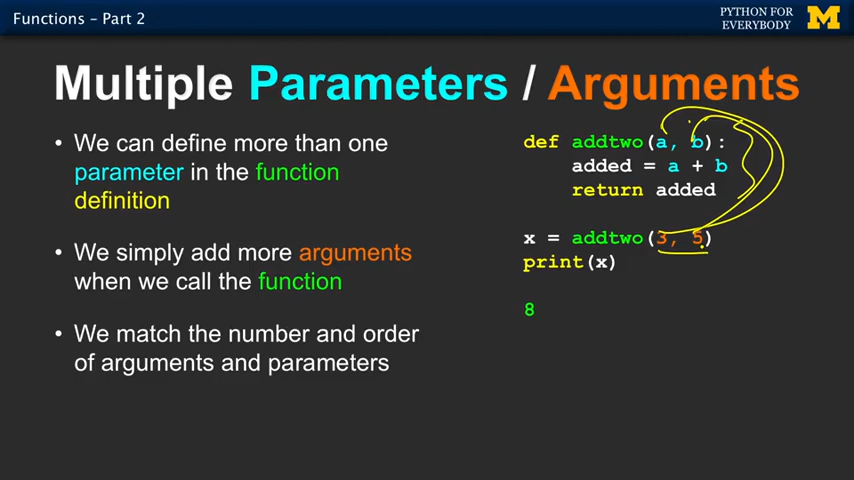 Functions – Part 2
PYTHON FOR
EVERYBODY
Multiple Parameters / Arguments
• We can define more than one
parameter in the function
definition
• We simply add more arguments
when we call the function
• We match the number and order
of arguments and parameters
def addtwo(a, b):
    added = a + b
    return added
x = addtwo(3, 5)
print(x)
8